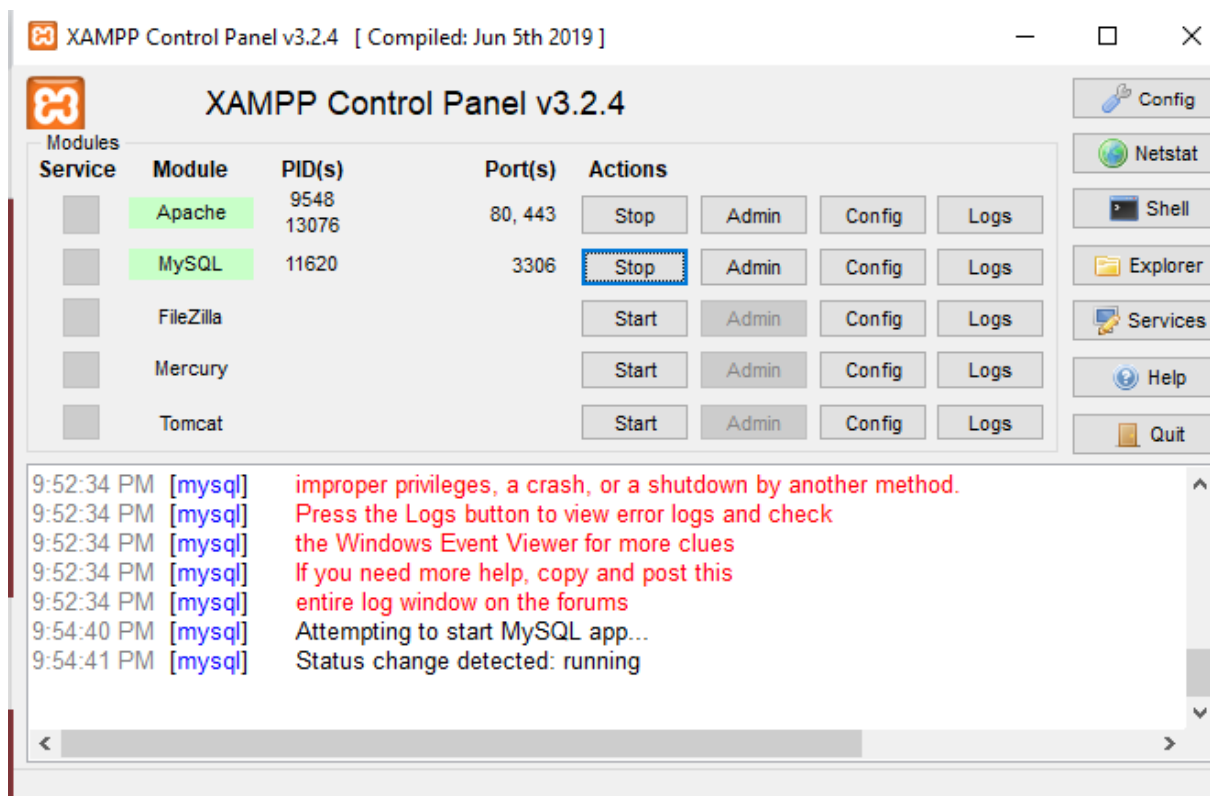 XAMPP Control Panel v3.2.4 [ Compiled: Jun 5th 2019 ]
XAMPP Control Panel v3.2.4
Config
Netstat
Shell
Explorer
Services
Help
Quit
Modules
Service Module PID(s) Port(s) Actions
Apache 9548 13076 80, 443 Stop Admin Config Logs
MySQL 11620 3306 Stop Admin Config Logs
FileZilla Start Admin Config Logs
Mercury Start Admin Config Logs
Tomcat Start Admin Config Logs
9:52:34 PM [mysql] improper privileges, a crash, or a shutdown by another method.
9:52:34 PM [mysql] Press the Logs button to view error logs and check
9:52:34 PM [mysql] the Windows Event Viewer for more clues
9:52:34 PM [mysql] If you need more help, copy and post this
9:52:34 PM [mysql] entire log window on the forums
9:54:40 PM [mysql] Attempting to start MySQL app...
9:54:41 PM [mysql] Status change detected: running